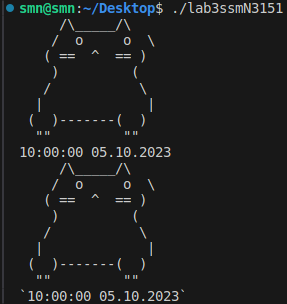 smn@smn:~/Desktop$ ./lab3ssmN3151
     /\_____/\
    /  o     o  \
   ( ==  ^  == )
    )         (
   /           \
  |             |
 (  )-------(  )
  ""         ""
10:00:00 05.10.2023
     /\_____/\
    /  o     o  \
   ( ==  ^  == )
    )         (
   /           \
  |             |
 (  )-------(  )
  ""         ""
`10:00:00 05.10.2023`